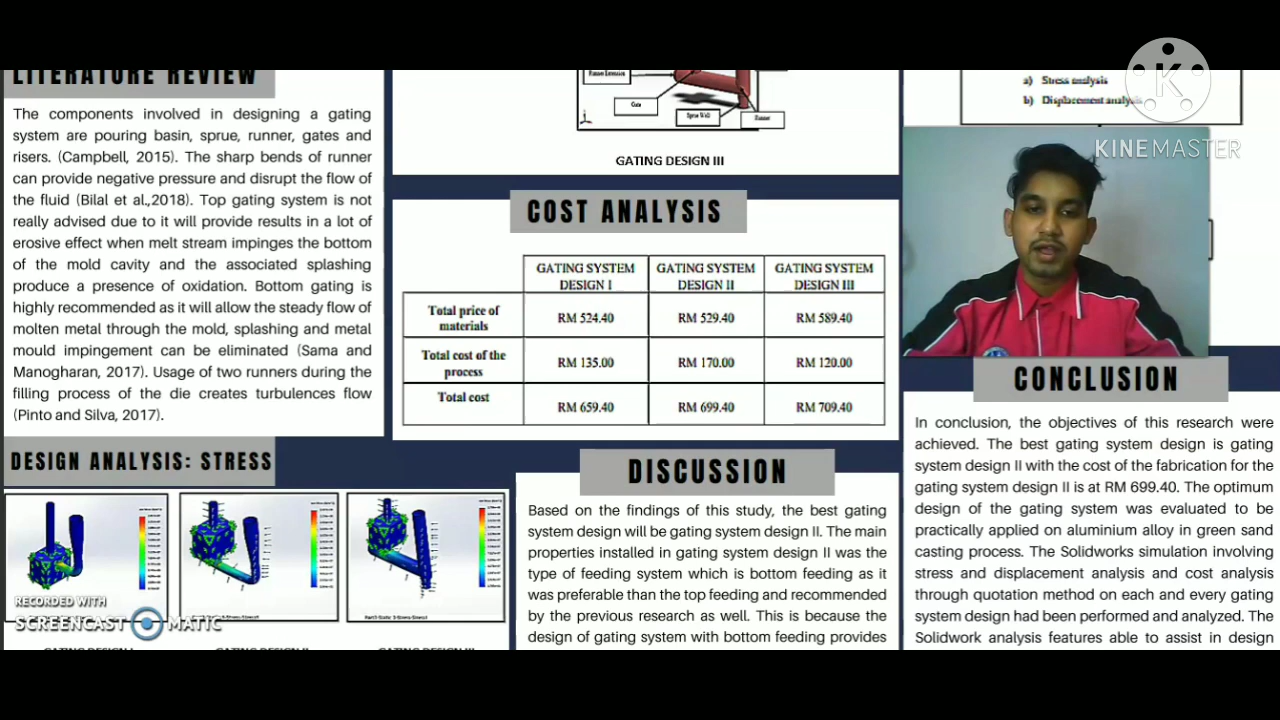 LITERATURE REVIEW
The components involved in designing a gating
system are pouring basin, sprue, runner, gates and
risers. (Campbell, 2015). The sharp bends of runner
can provide negative pressure and disrupt the flow of
the fluid (Bilal et al.,2018). Top gating system is not
really advised due to it will provide results in a lot of
erosive effect when melt stream impinges the bottom
of the mold cavity and the associated splashing
produce a presence of oxidation. Bottom gating is
highly recommended as it will allow the steady flow of
molten metal through the mold, splashing and metal
mould impingement can be eliminated (Sama and
Manogharan, 2017). Usage of two runners during the
filling process of the die creates turbulences flow
(Pinto and Silva, 2017).
DESIGN ANALYSIS: STRESS
RECORDED WITH
SCREENCAST MATIC
Runner Extension
Gate
Sprue Well
Runner
GATING DESIGN III
COST ANALYSIS
GATING SYSTEM DESIGN I
GATING SYSTEM DESIGN II
GATING SYSTEM DESIGN III
Total price of materials
RM 524.40
RM 529.40
RM 589.40
Total cost of the process
RM 135.00
RM 170.00
RM 120.00
Total cost
RM 659.40
RM 699.40
RM 709.40
DISCUSSION
Based on the findings of this study, the best gating
system design will be gating system design II. The main
properties installed in gating system design II was the
type of feeding system which is bottom feeding as it
was preferable than the top feeding and recommended
by the previous research as well. This is because the
design of gating system with bottom feeding provides
a) Stress analysis
b) Displacement analysis
K
KINEMASTER
CONCLUSION
In conclusion, the objectives of this research were
achieved. The best gating system design is gating
system design II with the cost of the fabrication for the
gating system design II is at RM 699.40. The optimum
design of the gating system was evaluated to be
practically applied on aluminium alloy in green sand
casting process. The Solidworks simulation involving
stress and displacement analysis and cost analysis
through quotation method on each and every gating
system design had been performed and analyzed. The
Solidwork analysis features able to assist in design